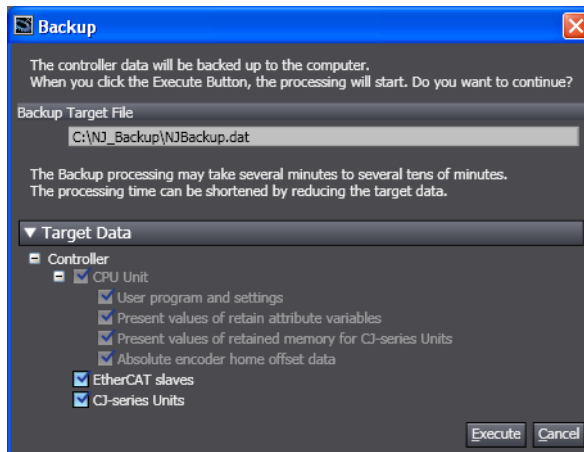 Backup
The controller data will be backed up to the computer.
When you click the Execute Button, the processing will start. Do you want to continue?
Backup Target File
C:\NJ_Backup\NJBackup.dat
The Backup processing may take several minutes to several tens of minutes.
The processing time can be shortened by reducing the target data.
Target Data
Controller
CPU Unit
User program and settings
Present values of retain attribute variables
Present values of retained memory for CJ-series Units
Absolute encoder home offset data
EtherCAT slaves
CJ-series Units
Execute Cancel